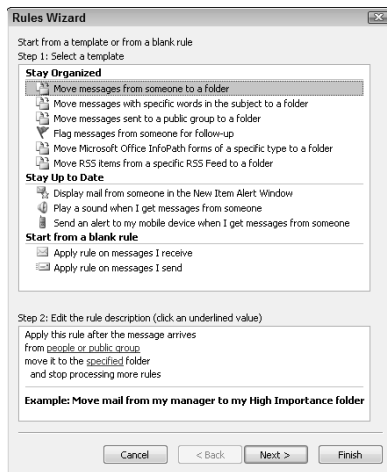 Rules Wizard
Start from a template or from a blank rule
Step 1: Select a template
Stay Organized
Move messages from someone to a folder
Move messages with specific words in the subject to a folder
Move messages sent to a public group to a folder
Flag messages from someone for follow-up
Move Microsoft Office InfoPath forms of a specific type to a folder
Move RSS items from a specific RSS Feed to a folder
Stay Up to Date
Display mail from someone in the New Item Alert Window
Play a sound when I get messages from someone
Send an alert to my mobile device when I get messages from someone
Start from a blank rule
Apply rule on messages I receive
Apply rule on messages I send
Step 2: Edit the rule description (click an underlined value)
Apply this rule after the message arrives
from people or public group
move it to the specified folder
and stop processing more rules
Example: Move mail from my manager to my High Importance folder
Cancel < Back Next > Finish